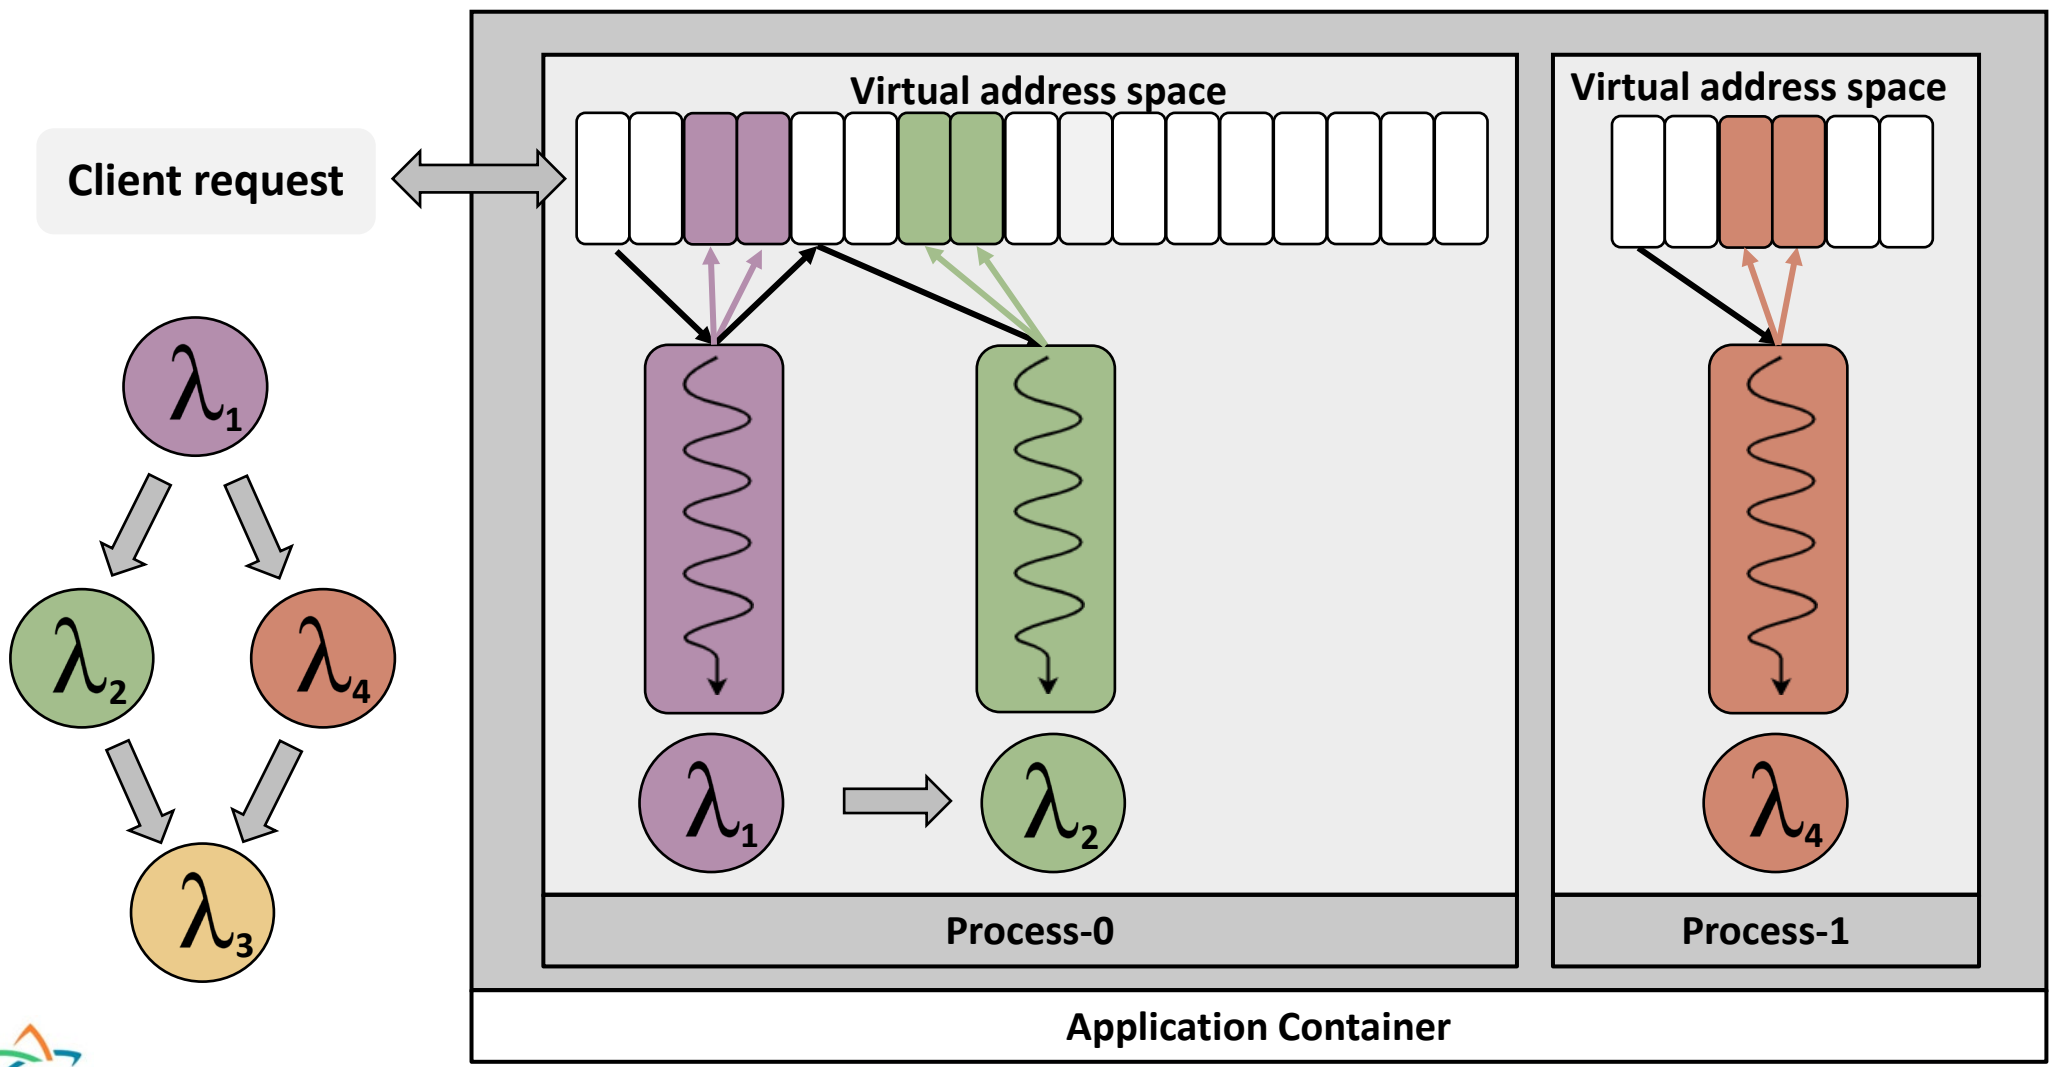 Client request
Virtual address space
Virtual address space
λ1
λ2
λ4
λ3
λ1
λ2
λ4
Process-0
Process-1
Application Container